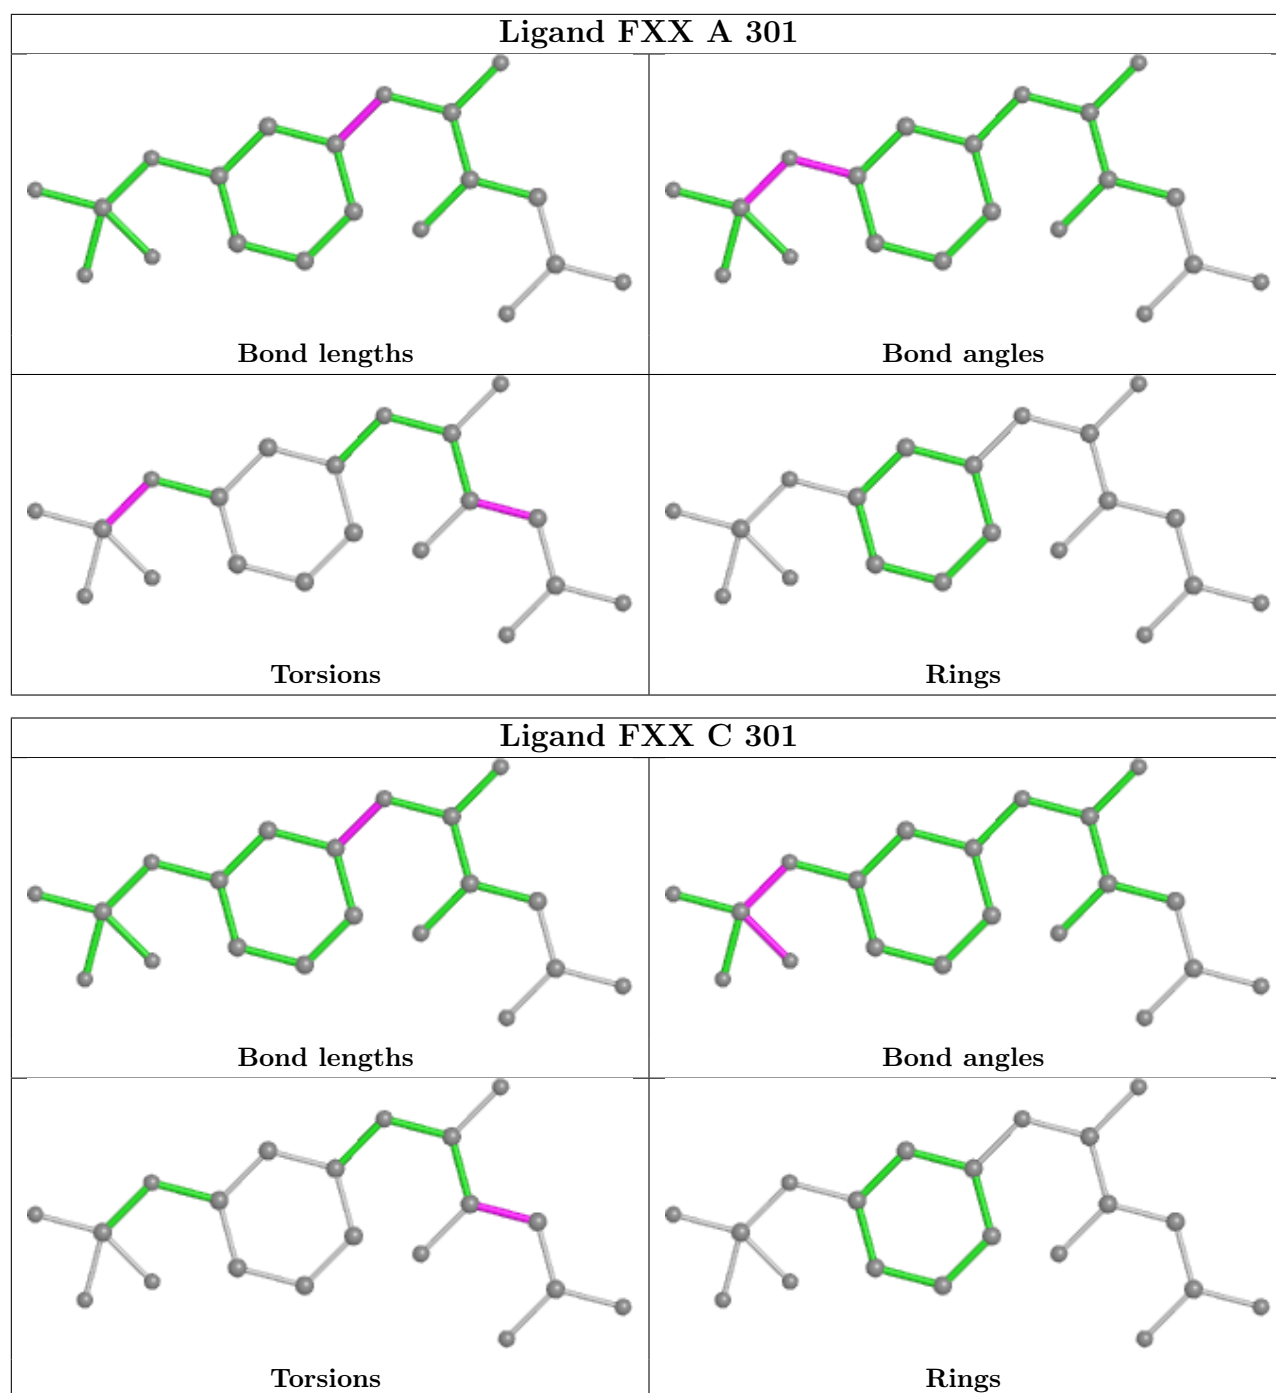 Ligand FXX A 301
Bond lengths
Bond angles
Torsions
Rings
Ligand FXX C 301
Bond lengths
Bond angles
Torsions
Rings